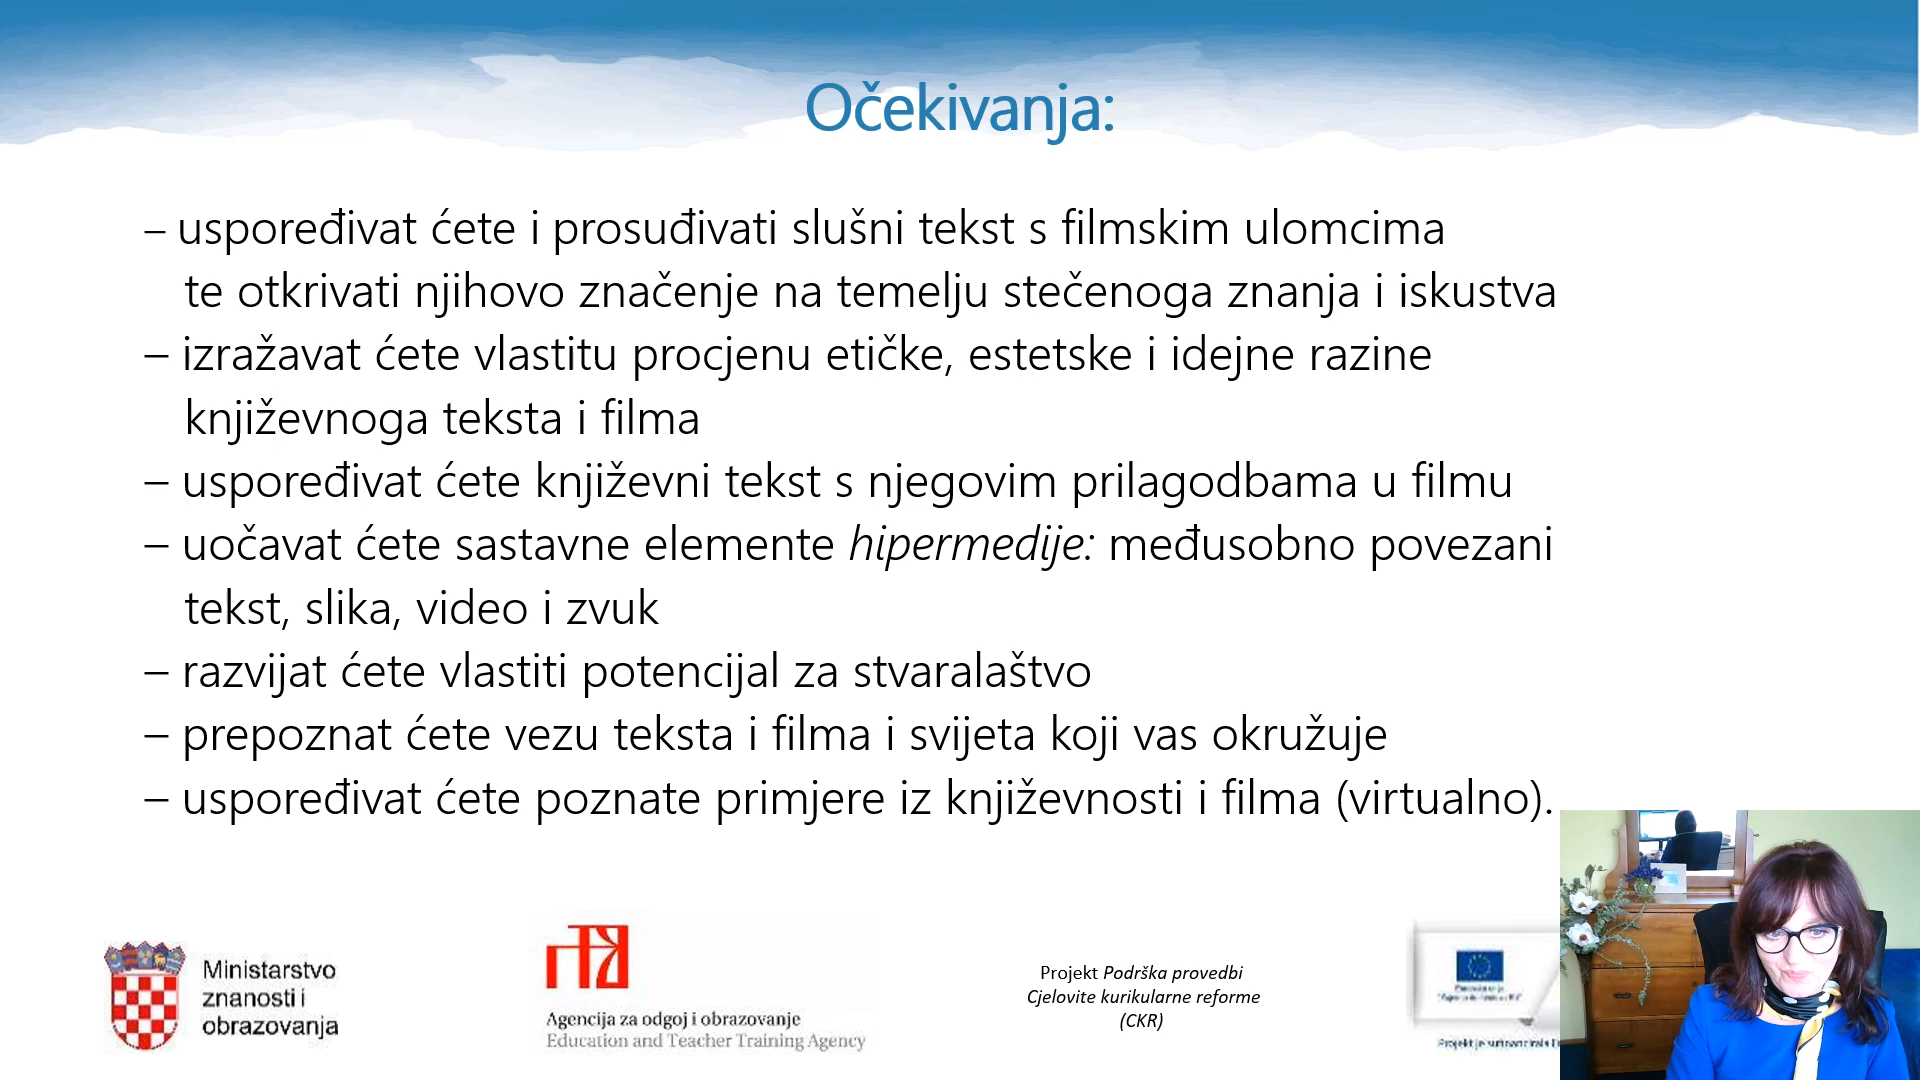 Očekivanja:
– uspoređivat ćete i prosuđivati slušni tekst s filmskim ulomcima
te otkrivati njihovo značenje na temelju stečenoga znanja i iskustva
– izražavat ćete vlastitu procjenu etičke, estetske i idejne razine
književnoga teksta i filma
– uspoređivat ćete književni tekst s njegovim prilagodbama u filmu
– uočavat ćete sastavne elemente hipermedije: međusobno povezani
tekst, slika, video i zvuk
– razvijat ćete vlastiti potencijal za stvaralaštvo
– prepoznat ćete vezu teksta i filma i svijeta koji vas okružuje
– uspoređivat ćete poznate primjere iz književnosti i filma (virtualno).
Ministarstvo
znanosti i
obrazovanja
Agencija za odgoj i obrazovanje
Education and Teacher Training Agency
Projekt Podrška provedbi
Cjelovite kurikularne reforme
(CKR)
Projekt je sufinancirala